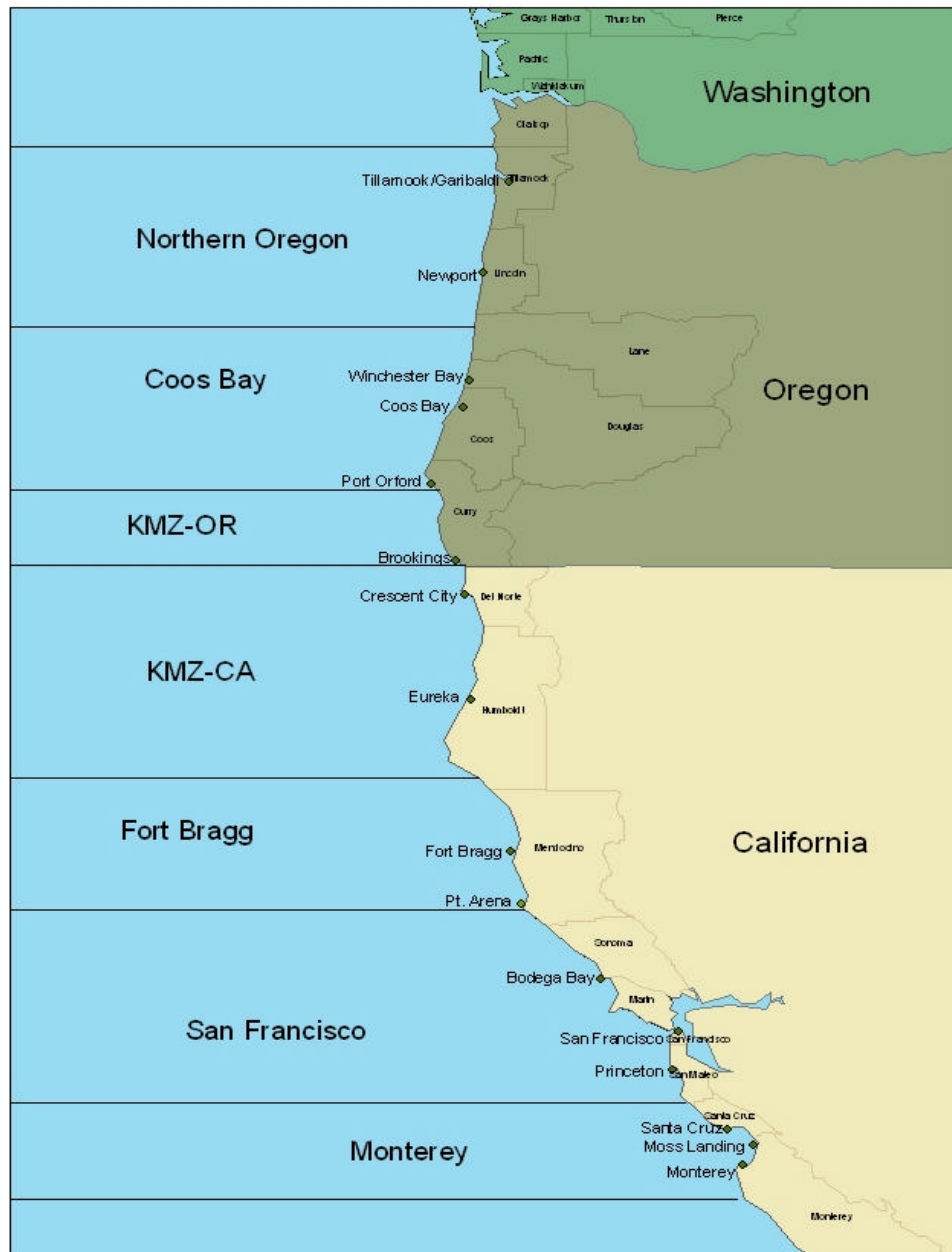 Grays Harbor
Thurston
Pierce
Pacific
Wahkiakum
Washington
Clatsop
Tillamook/Garibaldi
Tillamook
Northern Oregon
Newport
Lincoln
Lane
Coos Bay
Winchester Bay
Oregon
Coos Bay
Douglas
Coos
Port Orford
Curry
KMZ-OR
Brookings
Crescent City
Del Norte
KMZ-CA
Eureka
Humboldt
Fort Bragg
California
Fort Bragg
Mendocino
Pt. Arena
Sonoma
Bodega Bay
Marin
San Francisco
San Francisco
San Francisco
Princeton
San Mateo
Santa Cruz
Santa Cruz
Moss Landing
Monterey
Monterey
Monterey